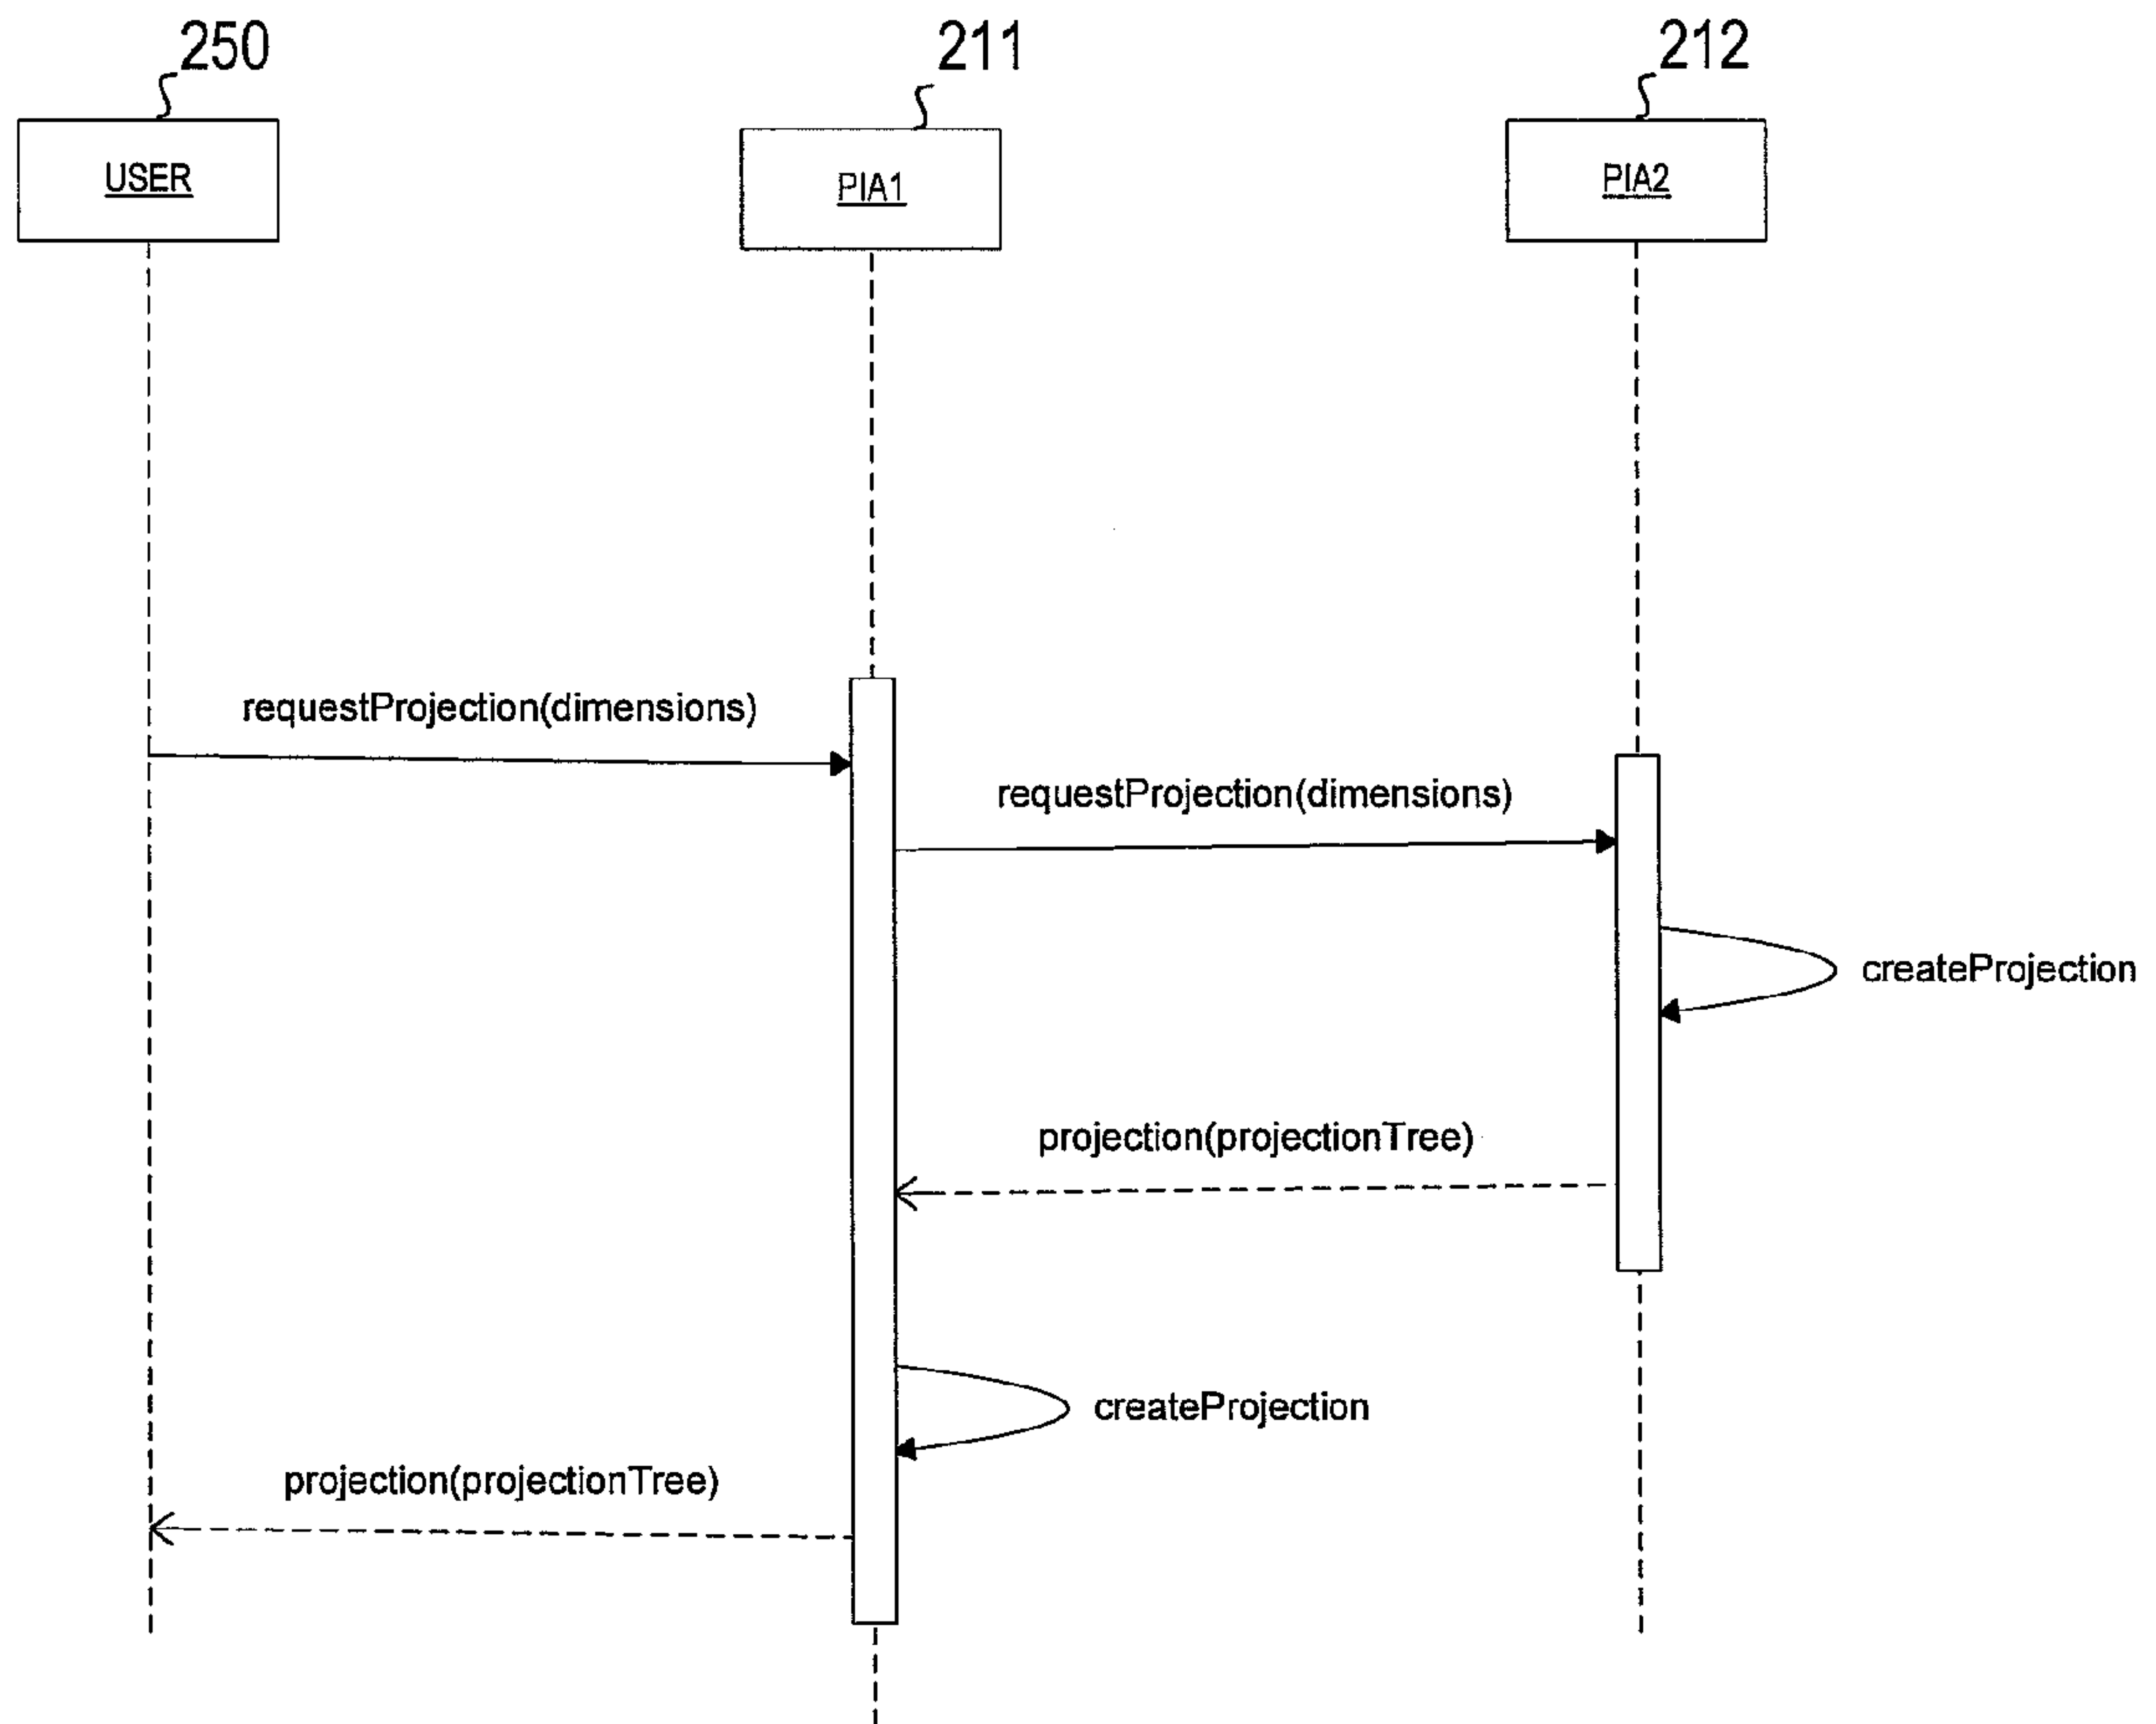 250
211
212
USER
PIA1
PIA2
requestProjection(dimensions)
requestProjection(dimensions)
createProjection
projection(projectionTree)
createProjection
projection(projectionTree)